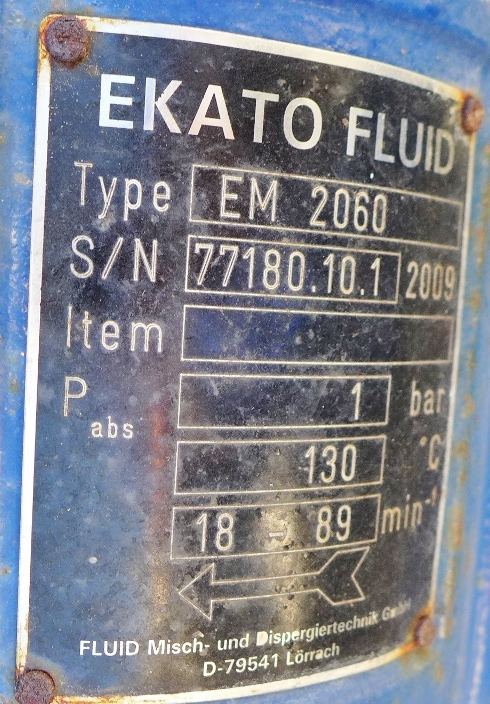 EKATO FLUID
Type EM 2060
S/N 77180.10.1 2009
Item
P abs 1 bar
130 °C
18 - 89 min⁻¹
FLUID Misch- und Dispergiertechnik GmbH
D-79541 Lörrach